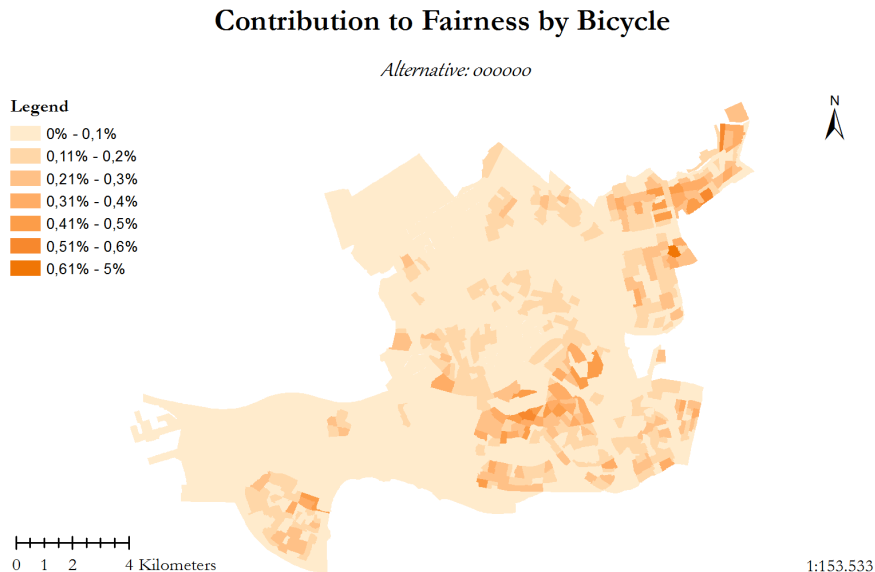 Contribution to Fairness by Bicycle
Alternative: oooooo
Legend
0% - 0,1%
0,11% - 0,2%
0,21% - 0,3%
0,31% - 0,4%
0,41% - 0,5%
0,51% - 0,6%
0,61% - 5%
N
0 1 2 4 Kilometers
1:153.533